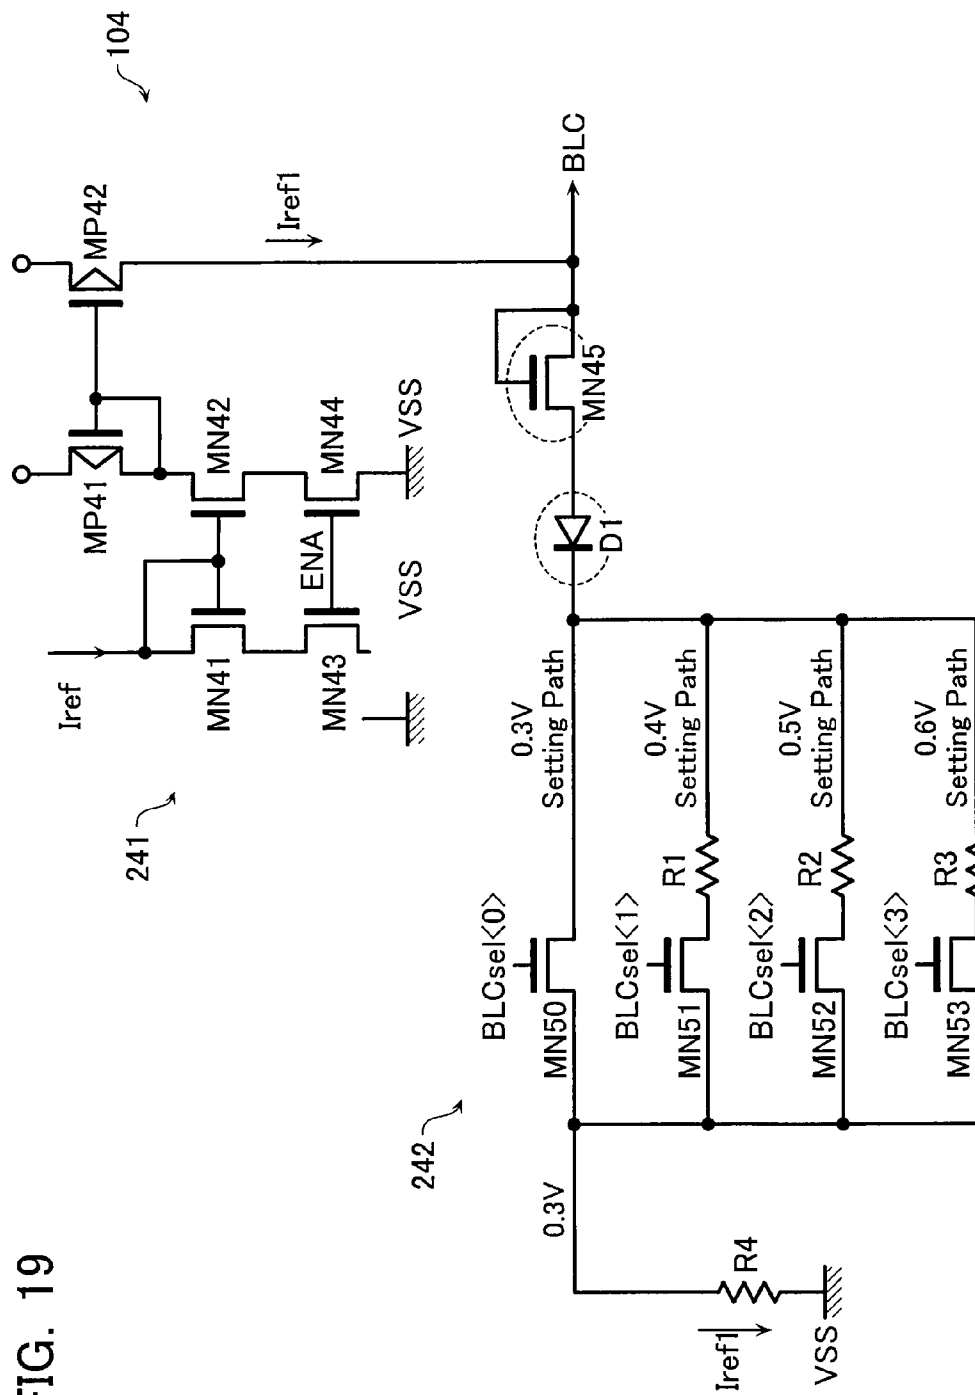 FIG. 19
104
241
Iref
MP41
MP42
MN41
MN42
ENA
MN43
MN44
VSS
VSS
Iref1
BLC
MN45
D1
242
BLCsel<0>
MN50
0.3V
Setting Path
BLCsel<1>
MN51
R1
0.4V
Setting Path
BLCsel<2>
MN52
R2
0.5V
Setting Path
BLCsel<3>
MN53
R3
0.6V
Setting Path
0.3V
R4
Iref1
VSS